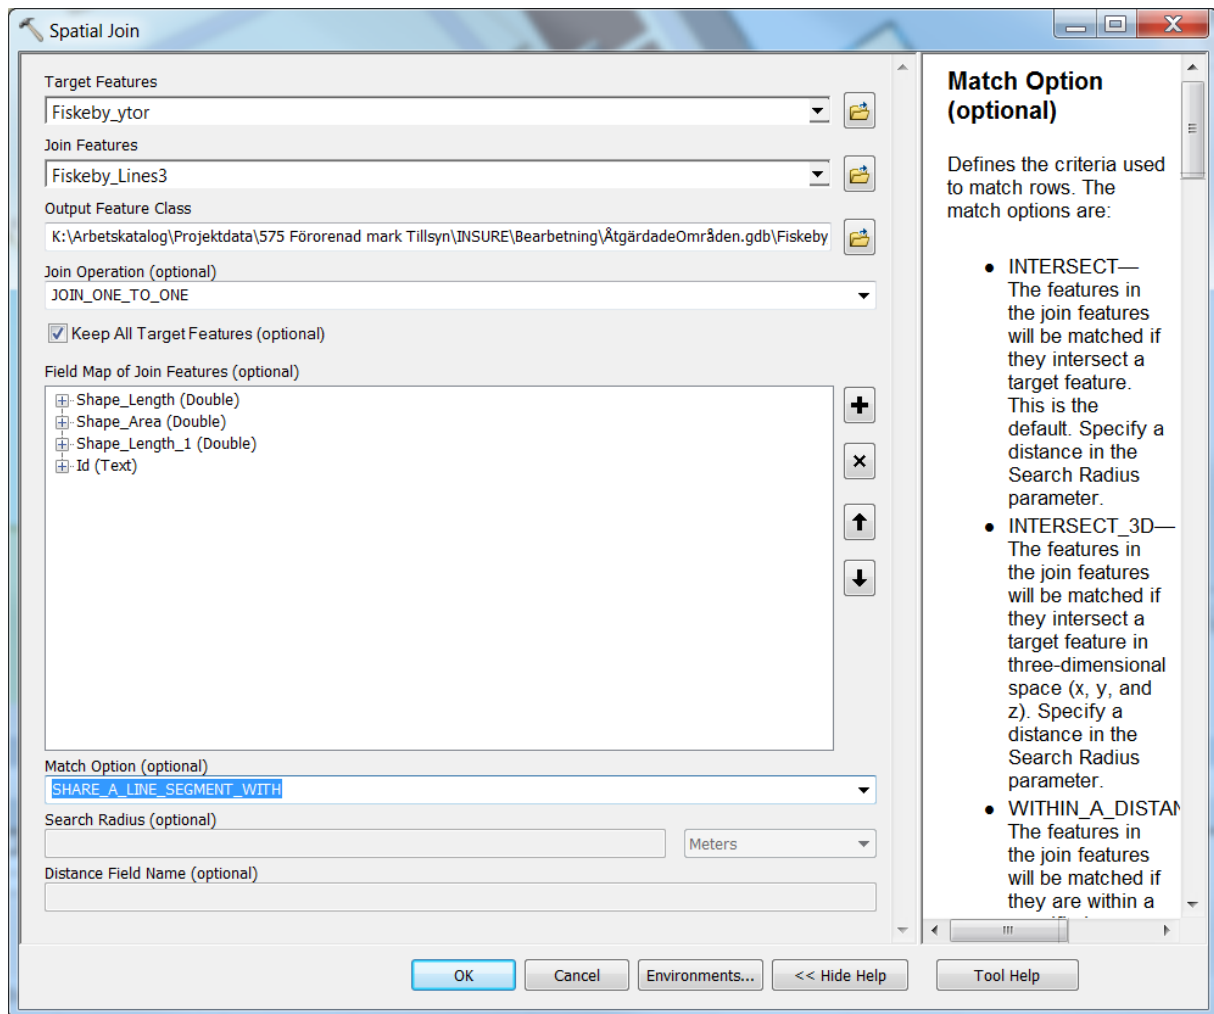 Spatial Join
Target Features
Fiskeby_ytor
Join Features
Fiskeby_Lines3
Output Feature Class
K:\Arbetskatalog\Projektdata\575 Förorenad mark Tillsyn\INSURE\Bearbetning\ÅtgärdadeOmråden.gdb\Fiskeby
Join Operation (optional)
JOIN_ONE_TO_ONE
Keep All Target Features (optional)
Field Map of Join Features (optional)
Shape_Length (Double)
Shape_Area (Double)
Shape_Length_1 (Double)
Id (Text)
Match Option (optional)
SHARE_A_LINE_SEGMENT_WITH
Search Radius (optional)
Meters
Distance Field Name (optional)
OK
Cancel
Environments...
<< Hide Help
Tool Help
Match Option
(optional)
Defines the criteria used
to match rows. The
match options are:
● INTERSECT—
The features in
the join features
will be matched if
they intersect a
target feature.
This is the
default. Specify a
distance in the
Search Radius
parameter.
● INTERSECT_3D—
The features in
the join features
will be matched if
they intersect a
target feature in
three-dimensional
space (x, y, and
z). Specify a
distance in the
Search Radius
parameter.
● WITHIN_A_DISTAN
The features in
the join features
will be matched if
they are within a